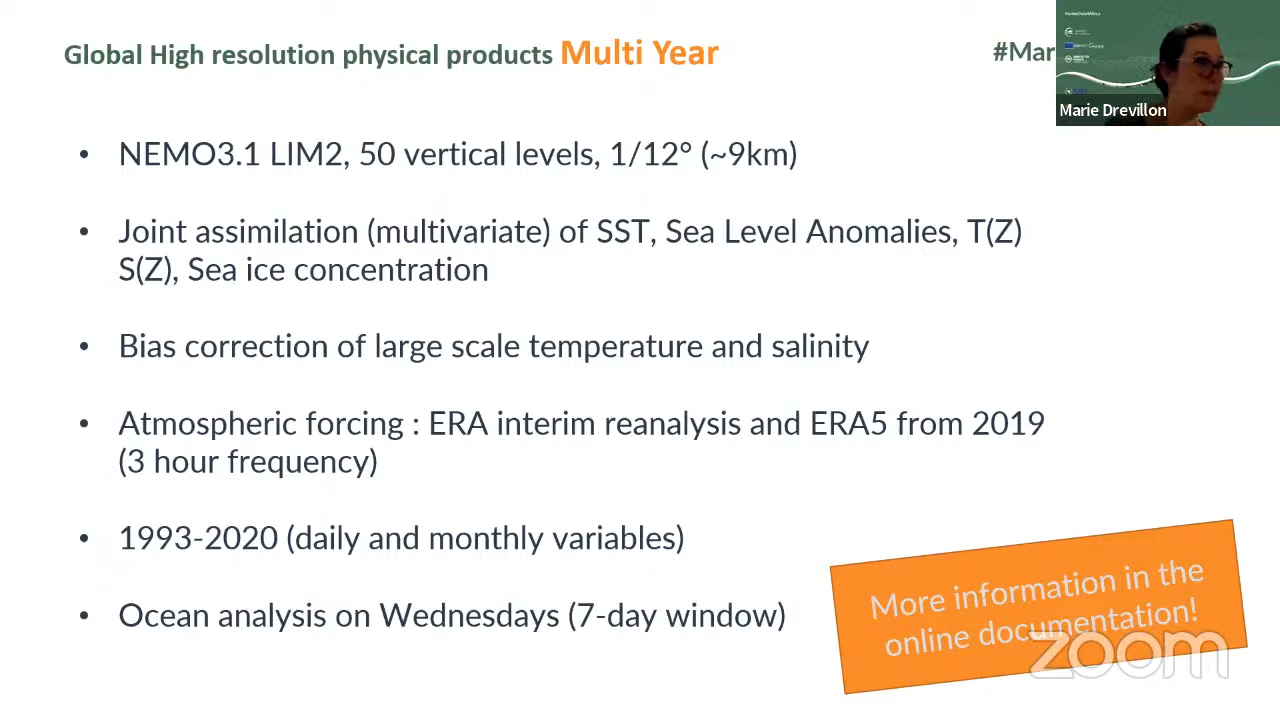 Global High resolution physical products Multi Year
#Mar
Marie Drevillon
• NEMO3.1 LIM2, 50 vertical levels, 1/12° (~9km)
• Joint assimilation (multivariate) of SST, Sea Level Anomalies, T(Z)
S(Z), Sea ice concentration
• Bias correction of large scale temperature and salinity
• Atmospheric forcing : ERA interim reanalysis and ERA5 from 2019
(3 hour frequency)
• 1993-2020 (daily and monthly variables)
• Ocean analysis on Wednesdays (7-day window)
More information in the
online documentation!
zoom